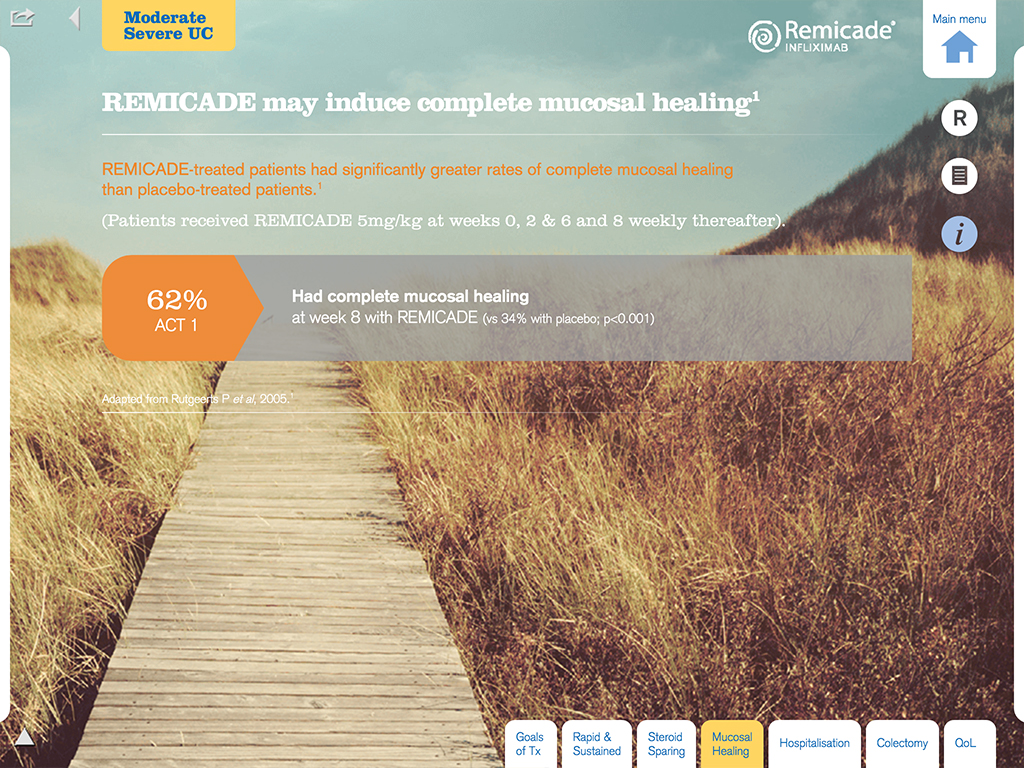 Moderate
Severe UC
Remicade®
INFLIXIMAB
Main menu
REMICADE may induce complete mucosal healing¹
R
REMICADE-treated patients had significantly greater rates of complete mucosal healing
than placebo-treated patients.¹
(Patients received REMICADE 5mg/kg at weeks 0, 2 & 6 and 8 weekly thereafter).
i
62%
ACT 1
Had complete mucosal healing
at week 8 with REMICADE (vs 34% with placebo; p<0.001)
Adapted from Rutgeerts P et al, 2005.¹
Goals
of Tx
Rapid &
Sustained
Steroid
Sparing
Mucosal
Healing
Hospitalisation
Colectomy
QoL